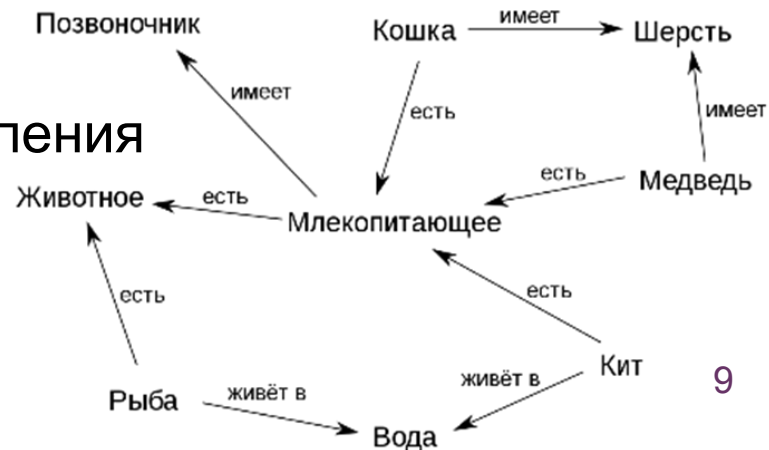 Позвоночник
Кошка
имеет
Шерсть
имеет
есть
имеет
Животное
есть
Млекопитающее
есть
Медведь
есть
есть
Рыба
живёт в
Вода
живёт в
Кит
9